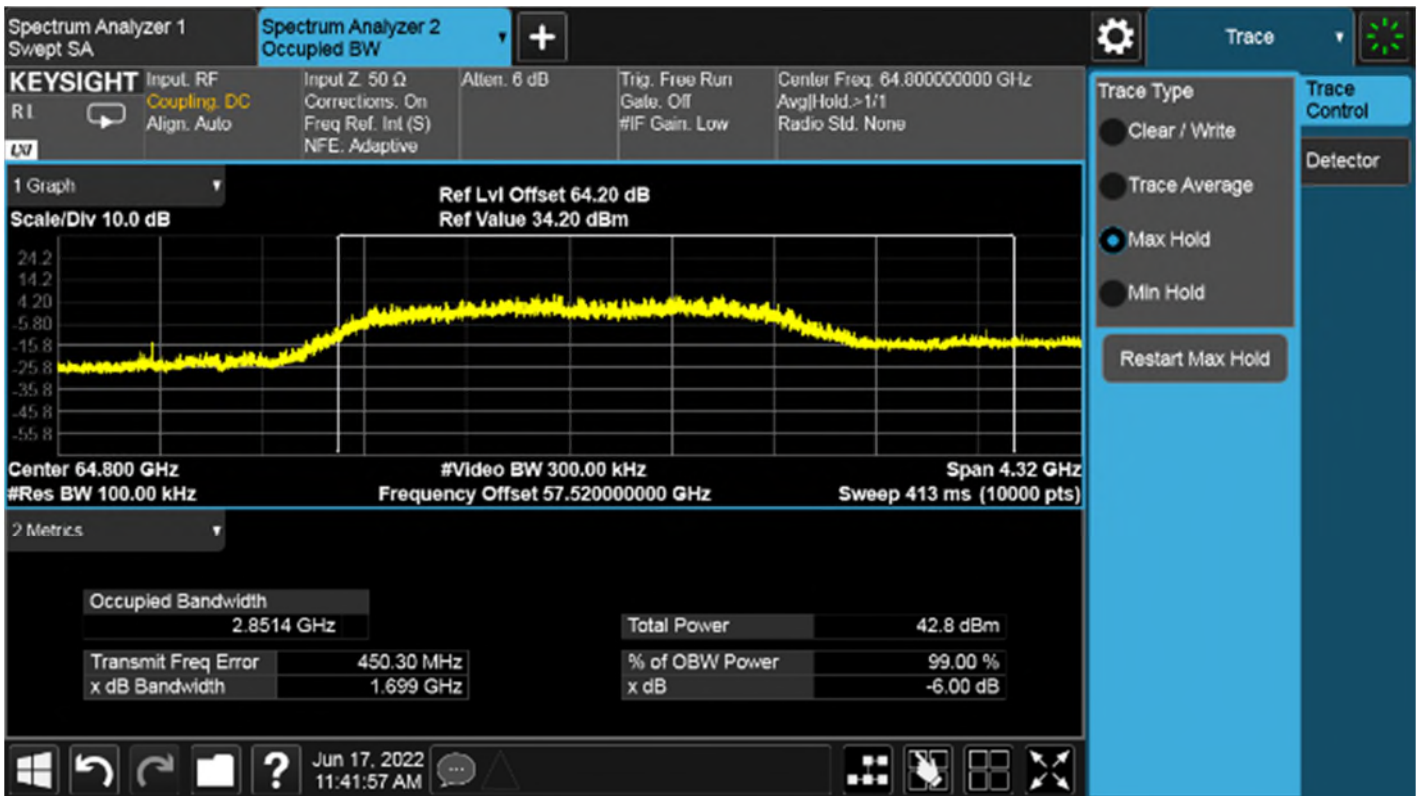 Spectrum Analyzer 1
Swept SA
Spectrum Analyzer 2
Occupied BW
Trace
KEYSIGHT
RL
LXI
Input. RF
Coupling. DC
Align. Auto
Input Z. 50 Ω
Corrections. On
Freq Ref. Int (S)
NFE. Adaptive
Atten. 6 dB
Trig. Free Run
Gate. Off
#IF Gain. Low
Center Freq. 64.800000000 GHz
Avg|Hold.>1/1
Radio Std. None
Trace Type
Clear / Write
Trace Average
Max Hold
Min Hold
Restart Max Hold
Trace
Control
Detector
1 Graph
Scale/Div 10.0 dB
Ref Lvl Offset 64.20 dB
Ref Value 34.20 dBm
24.2
14.2
4.20
-5.80
-15.8
-25.8
-35.8
-45.8
-55.8
Center 64.800 GHz
#Video BW 300.00 kHz
Span 4.32 GHz
#Res BW 100.00 kHz
Frequency Offset 57.520000000 GHz
Sweep 413 ms (10000 pts)
2 Metrics
Occupied Bandwidth
2.8514 GHz
Total Power 42.8 dBm
Transmit Freq Error 450.30 MHz
% of OBW Power 99.00 %
x dB Bandwidth 1.699 GHz
x dB -6.00 dB
?
Jun 17, 2022
11:41:57 AM